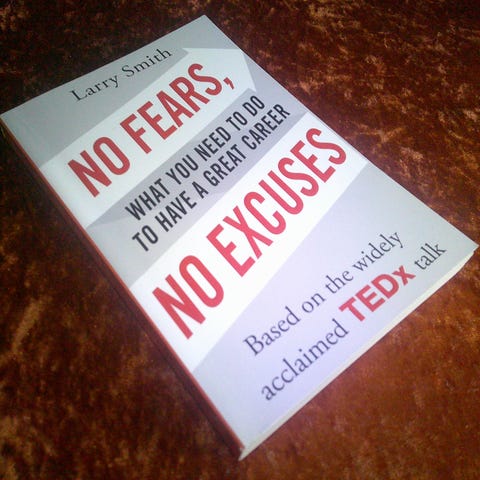 Larry Smith
NO FEARS,
WHAT YOU NEED TO DO
TO HAVE A GREAT CAREER
NO EXCUSES
Based on the widely
acclaimed TEDx talk